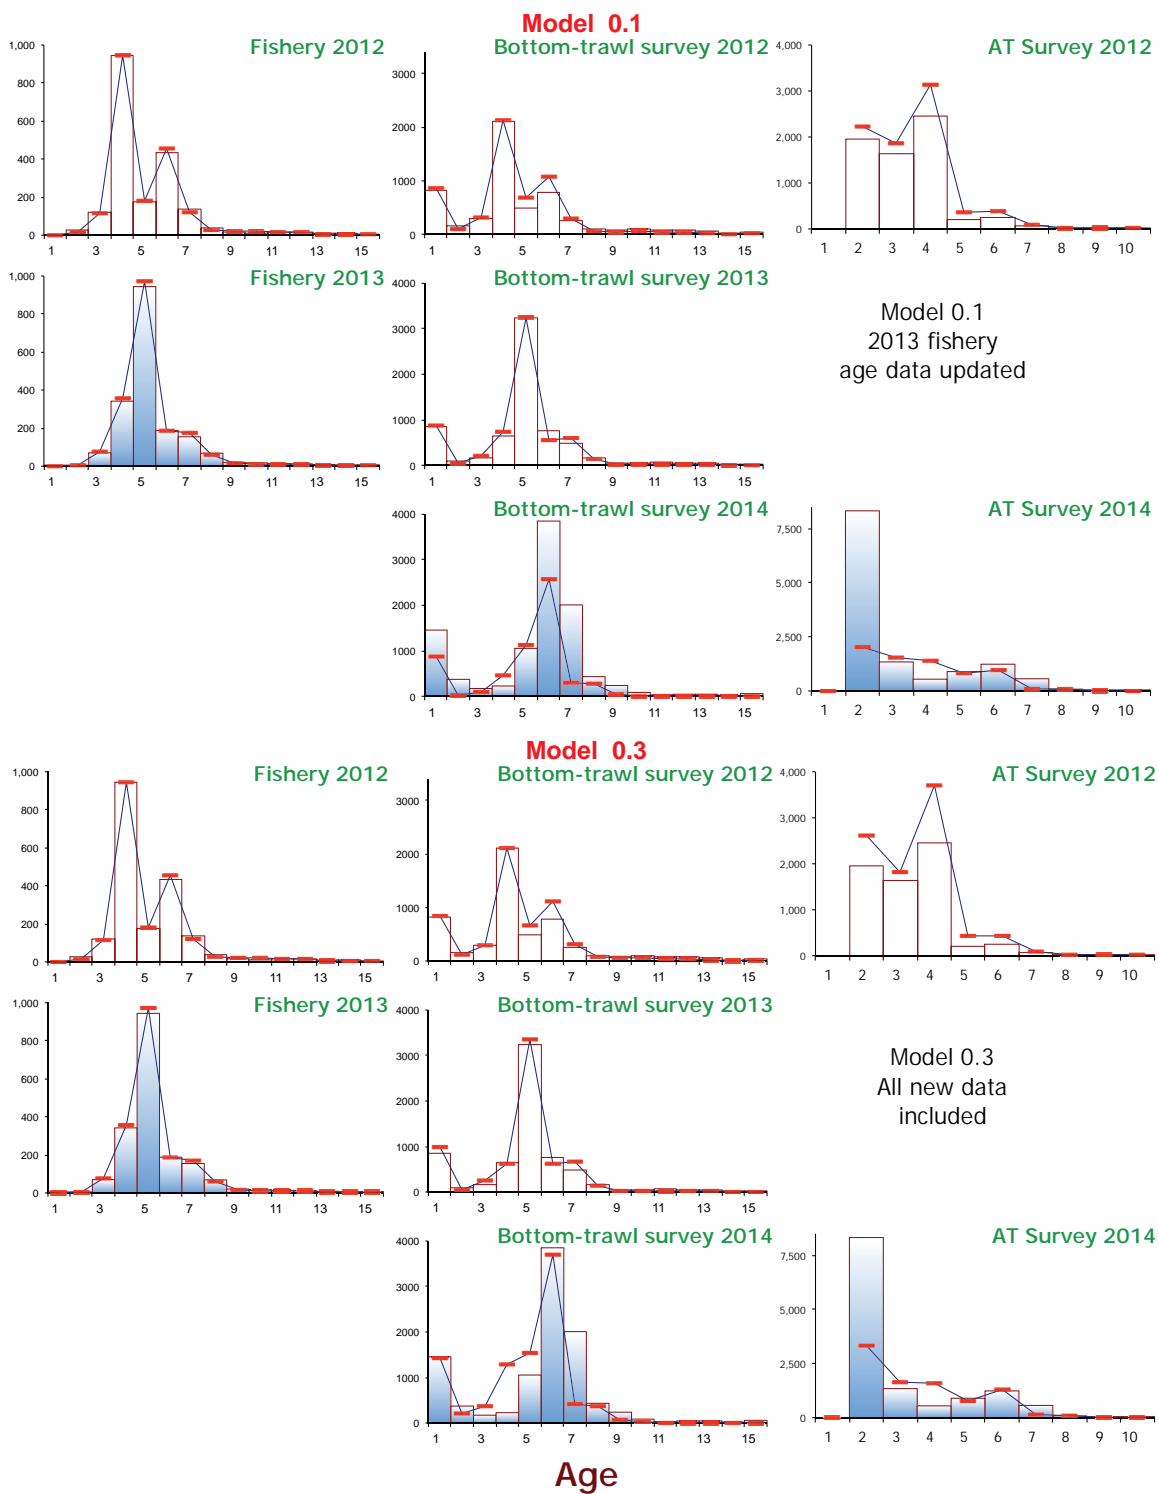 Model 0.1
Fishery 2012
1,000
800
600
400
200
0
1 3 5 7 9 11 13 15
Bottom-trawl survey 2012
3000
2000
1000
0
1 3 5 7 9 11 13 15
AT Survey 2012
4,000
3,000
2,000
1,000
0
1 2 3 4 5 6 7 8 9 10
Fishery 2013
1,000
800
600
400
200
0
1 3 5 7 9 11 13 15
Bottom-trawl survey 2013
4000
3000
2000
1000
0
1 3 5 7 9 11 13 15
Model 0.1
2013 fishery
age data updated
Bottom-trawl survey 2014
4000
3000
2000
1000
0
1 3 5 7 9 11 13 15
AT Survey 2014
7,500
5,000
2,500
0
1 2 3 4 5 6 7 8 9 10
Model 0.3
Fishery 2012
1,000
800
600
400
200
0
1 3 5 7 9 11 13 15
Bottom-trawl survey 2012
3000
2000
1000
0
1 3 5 7 9 11 13 15
AT Survey 2012
4,000
3,000
2,000
1,000
0
1 2 3 4 5 6 7 8 9 10
Fishery 2013
1,000
800
600
400
200
0
1 3 5 7 9 11 13 15
Bottom-trawl survey 2013
4000
3000
2000
1000
0
1 3 5 7 9 11 13 15
Model 0.3
All new data
included
Bottom-trawl survey 2014
4000
3000
2000
1000
0
1 3 5 7 9 11 13 15
AT Survey 2014
7,500
5,000
2,500
0
1 2 3 4 5 6 7 8 9 10
Age